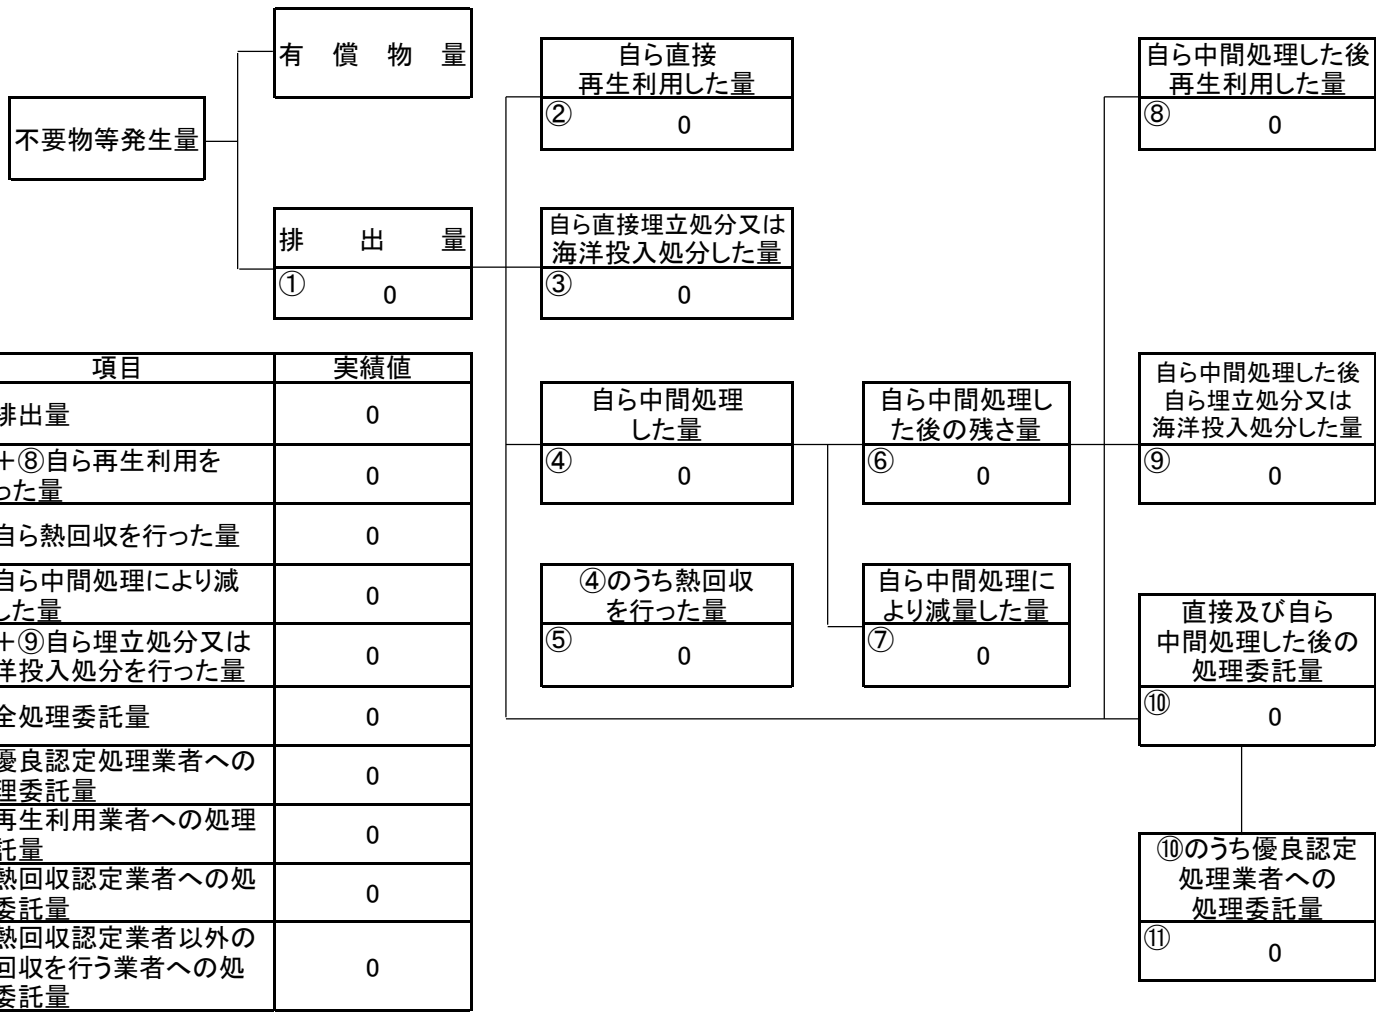 有償物量
不要物等発生量
排出量
① 0
自ら直接
再生利用した量
② 0
自ら直接埋立処分又は
海洋投入処分した量
③ 0
自ら中間処理
した量
④ 0
④のうち熱回収
を行った量
⑤ 0
自ら中間処理し
た後の残さ量
⑥ 0
自ら中間処理に
より減量した量
⑦ 0
自ら中間処理した後
再生利用した量
⑧ 0
自ら中間処理した後
自ら埋立処分又は
海洋投入処分した量
⑨ 0
直接及び自ら
中間処理した後の
処理委託量
⑩ 0
⑩のうち優良認定
処理業者への
処理委託量
⑪ 0
項目 実績値
排出量 0
+⑧自ら再生利用を
った量 0
自ら熱回収を行った量 0
自ら中間処理により減
した量 0
+⑨自ら埋立処分又は
洋投入処分を行った量 0
全処理委託量 0
優良認定処理業者への
理委託量 0
再生利用業者への処理
託量 0
熱回収認定業者への処
委託量 0
熱回収認定業者以外の
回収を行う業者への処
委託量 0